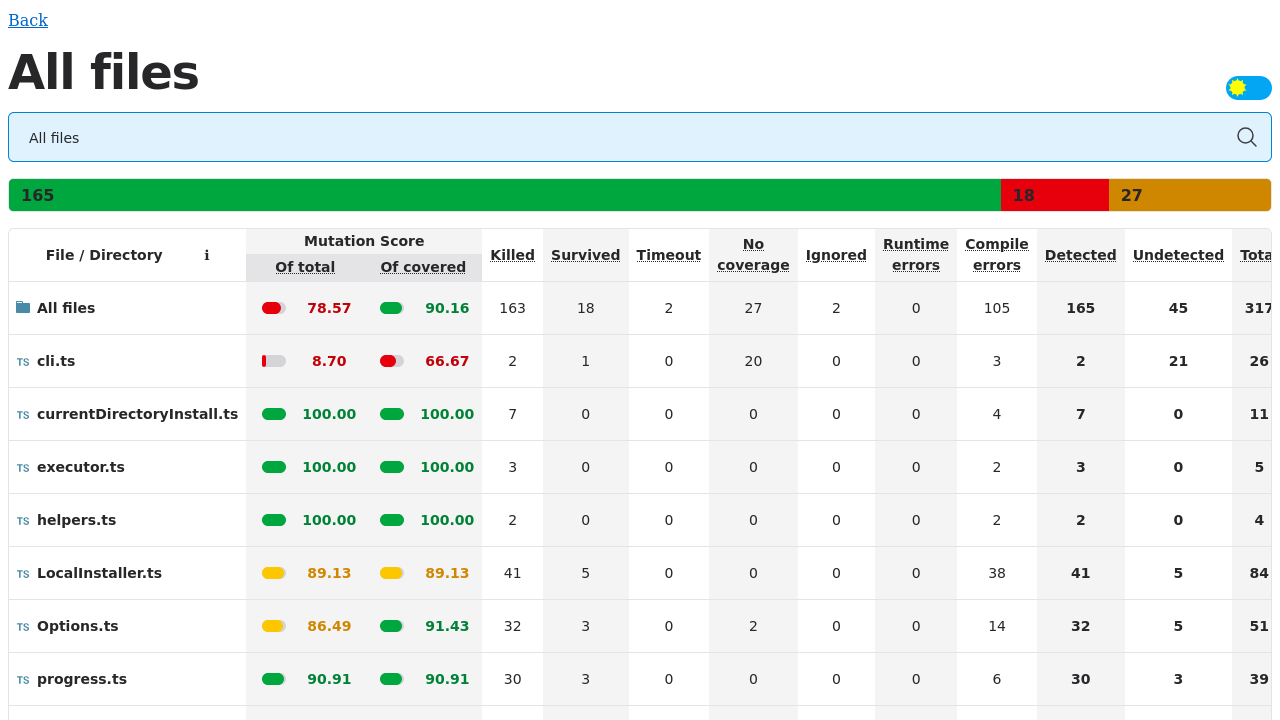 Back
All files
All files
165 18 27
File / Directory ℹ Mutation Score Killed Survived Timeout No coverage Ignored Runtime errors Compile errors Detected Undetected Tota
Of total Of covered
All files 78.57 90.16 163 18 2 27 2 0 105 165 45 317
TS cli.ts 8.70 66.67 2 1 0 20 0 0 3 2 21 26
TS currentDirectoryInstall.ts 100.00 100.00 7 0 0 0 0 0 4 7 0 11
TS executor.ts 100.00 100.00 3 0 0 0 0 0 2 3 0 5
TS helpers.ts 100.00 100.00 2 0 0 0 0 0 2 2 0 4
TS LocalInstaller.ts 89.13 89.13 41 5 0 0 0 0 38 41 5 84
TS Options.ts 86.49 91.43 32 3 0 2 0 0 14 32 5 51
TS progress.ts 90.91 90.91 30 3 0 0 0 0 6 30 3 39